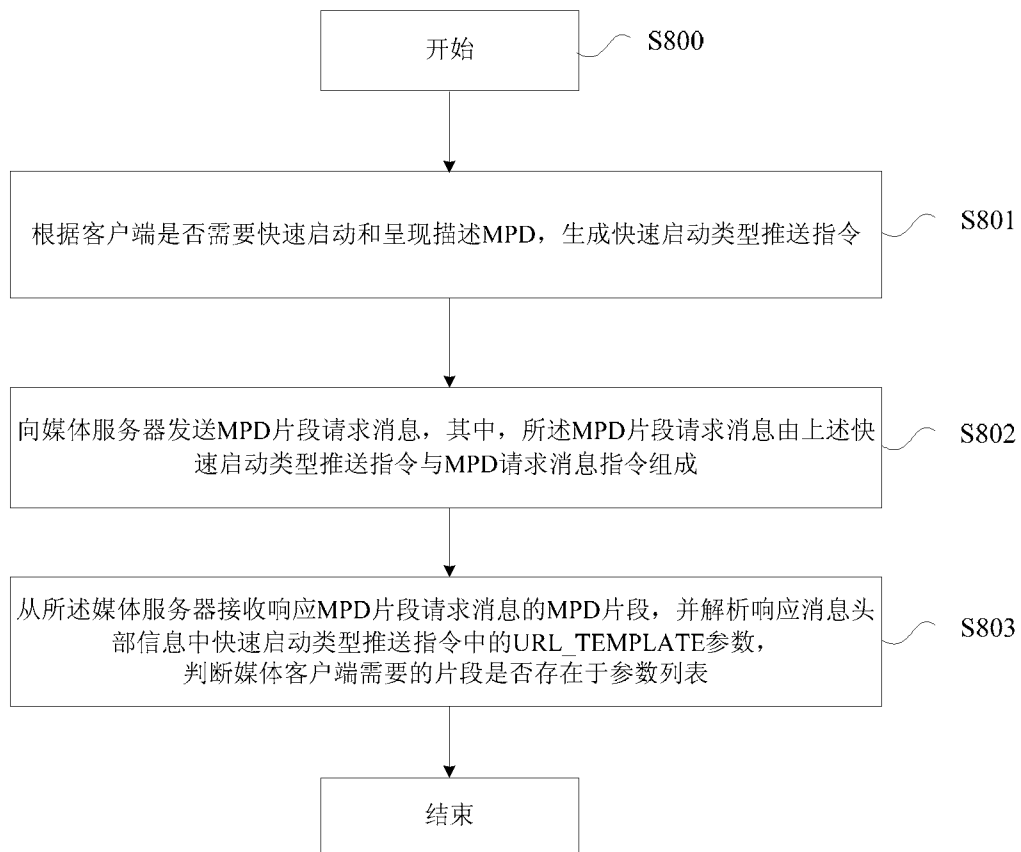 开始
S800
根据客户端是否需要快速启动和呈现描述MPD，生成快速启动类型推送指令
S801
向媒体服务器发送MPD片段请求消息，其中，所述MPD片段请求消息由上述快
速启动类型推送指令与MPD请求消息指令组成
S802
从所述媒体服务器接收响应MPD片段请求消息的MPD片段，并解析响应消息头
部信息中快速启动类型推送指令中的URL_TEMPLATE参数，
判断媒体客户端需要的片段是否存在于参数列表
S803
结束